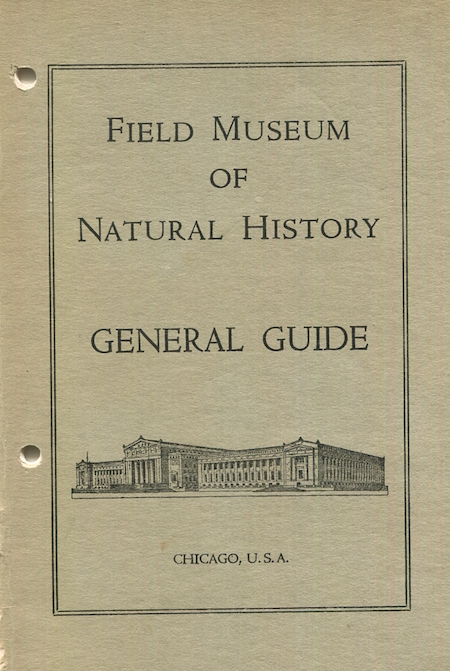 Field Museum
of
Natural History
GENERAL GUIDE
CHICAGO, U.S.A.